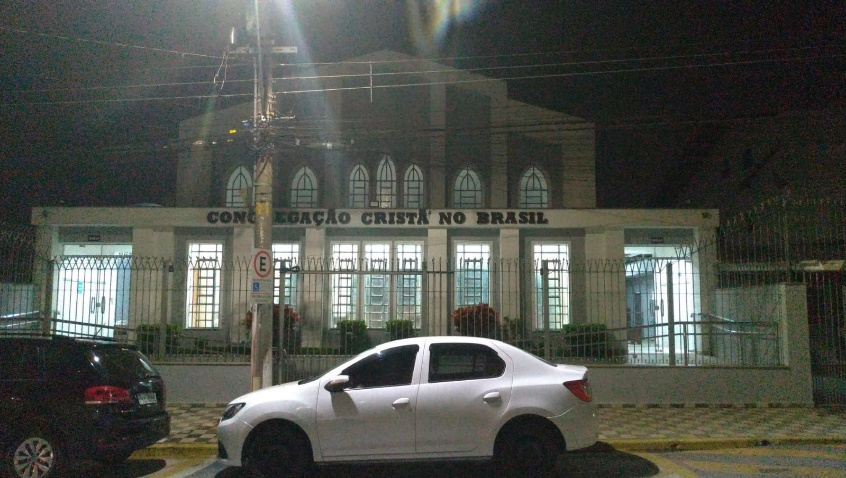 CONGREGAÇÃO CRISTÃ NO BRASIL
E